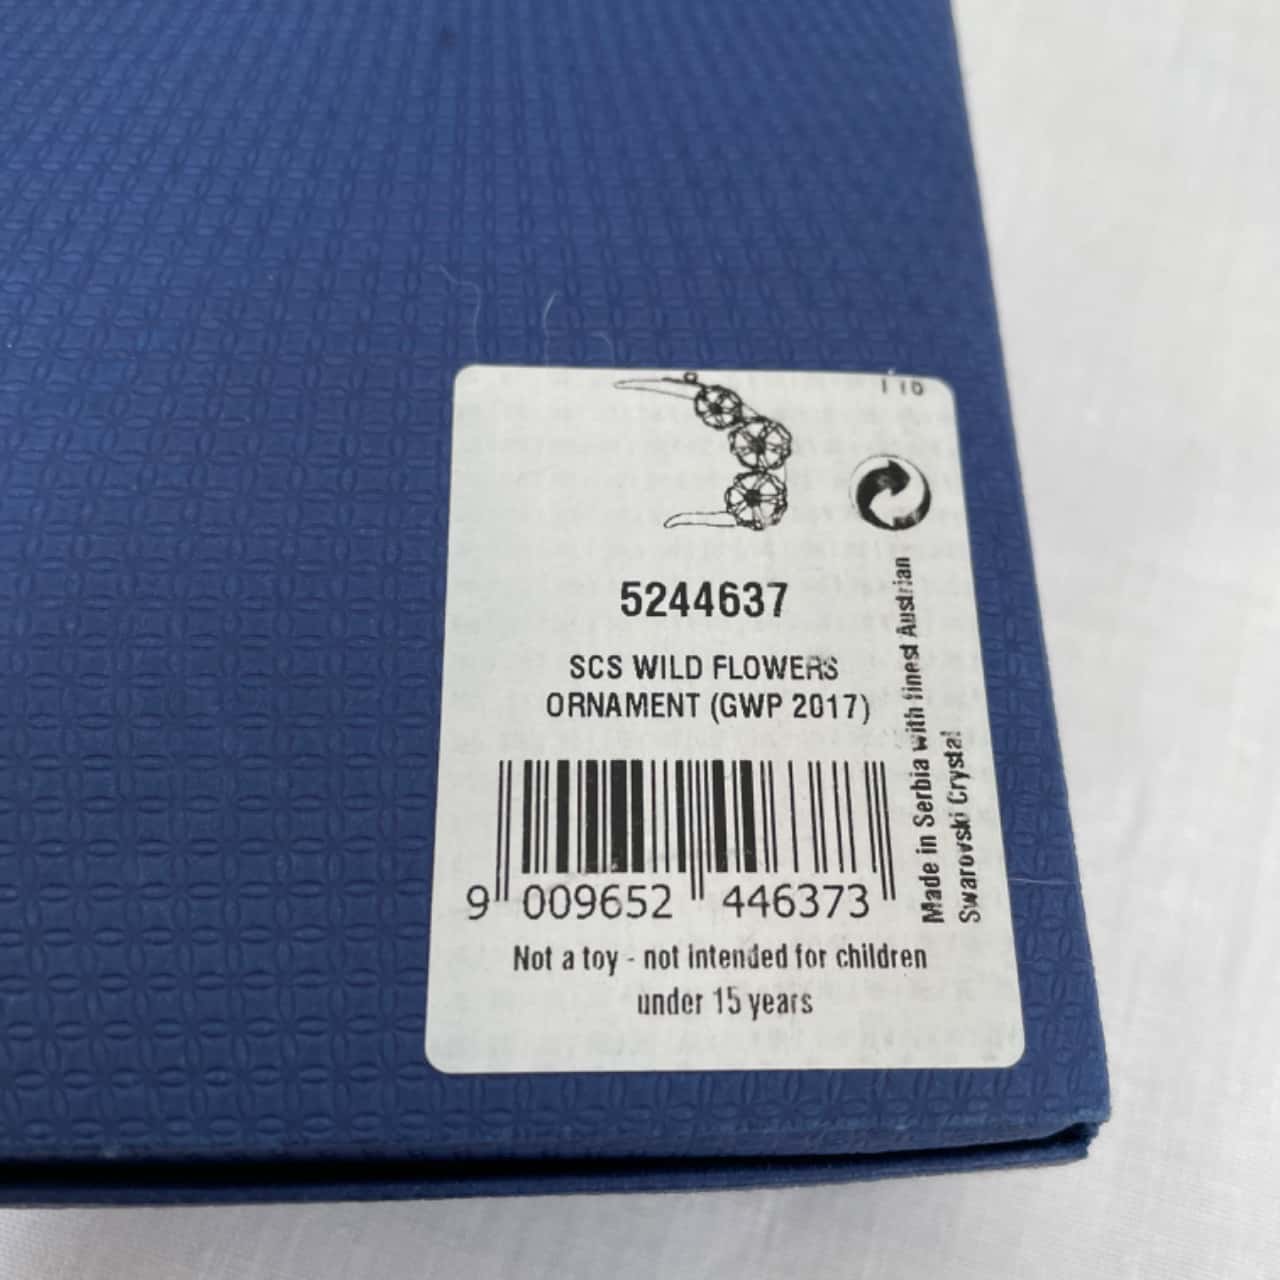 5244637
SCS WILD FLOWERS
ORNAMENT (GWP 2017)
9 009652 446373
Not a toy - not intended for children
under 15 years
Made in Serbia with finest Austrian
Swarovski Crystal